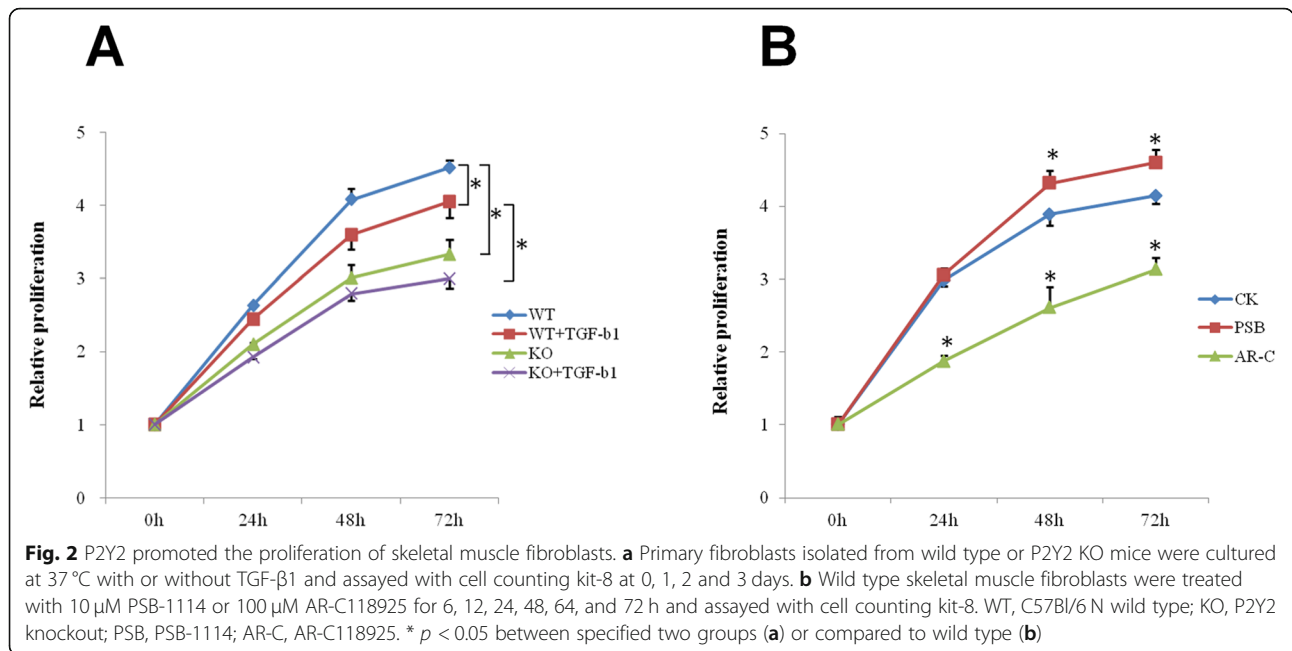 A
5
4
3
2
1
0
Relative proliferation
0h
24h
48h
72h
*
*
*
WT
WT+TGF-b1
KO
KO+TGF-b1
B
5
4
3
2
1
0
Relative proliferation
0h
24h
48h
72h
*
*
*
*
*
CK
PSB
AR-C
Fig. 2 P2Y2 promoted the proliferation of skeletal muscle fibroblasts. a Primary fibroblasts isolated from wild type or P2Y2 KO mice were cultured
at 37 °C with or without TGF-β1 and assayed with cell counting kit-8 at 0, 1, 2 and 3 days. b Wild type skeletal muscle fibroblasts were treated
with 10 μM PSB-1114 or 100 μM AR-C118925 for 6, 12, 24, 48, 64, and 72 h and assayed with cell counting kit-8. WT, C57Bl/6 N wild type; KO, P2Y2
knockout; PSB, PSB-1114; AR-C, AR-C118925. * p < 0.05 between specified two groups (a) or compared to wild type (b)